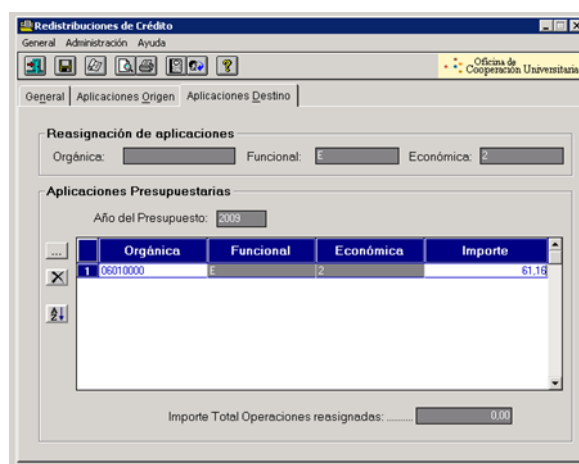 Redistribuciones de Crédito
General Administración Ayuda
Oficina de
Cooperación Universitaria
General Aplicaciones Origen Aplicaciones Destino
Reasignación de aplicaciones
Orgánica: Funcional: E Económica: 2
Aplicaciones Presupuestarias
Año del Presupuesto: 2009
Orgánica Funcional Económica Importe
1 06010000 E 2 61,16
Importe Total Operaciones reasignadas: .......... 0,00